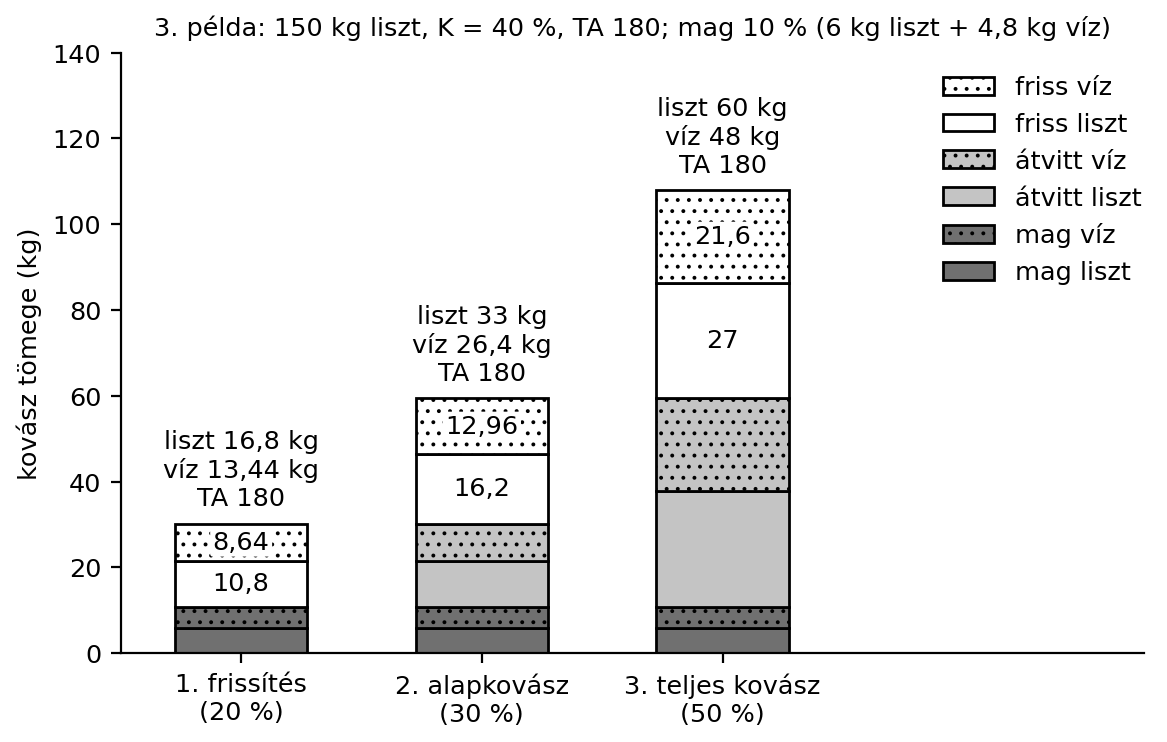 3. példa: 150 kg liszt, K = 40 %, TA 180; mag 10 % (6 kg liszt + 4,8 kg víz)
kovász tömege (kg)
140
120
100
80
60
40
20
0
friss víz
friss liszt
átvitt víz
átvitt liszt
mag víz
mag liszt
liszt 16,8 kg
víz 13,44 kg
TA 180
8,64
10,8
liszt 33 kg
víz 26,4 kg
TA 180
12,96
16,2
liszt 60 kg
víz 48 kg
TA 180
21,6
27
1. frissítés
(20 %)
2. alapkovász
(30 %)
3. teljes kovász
(50 %)